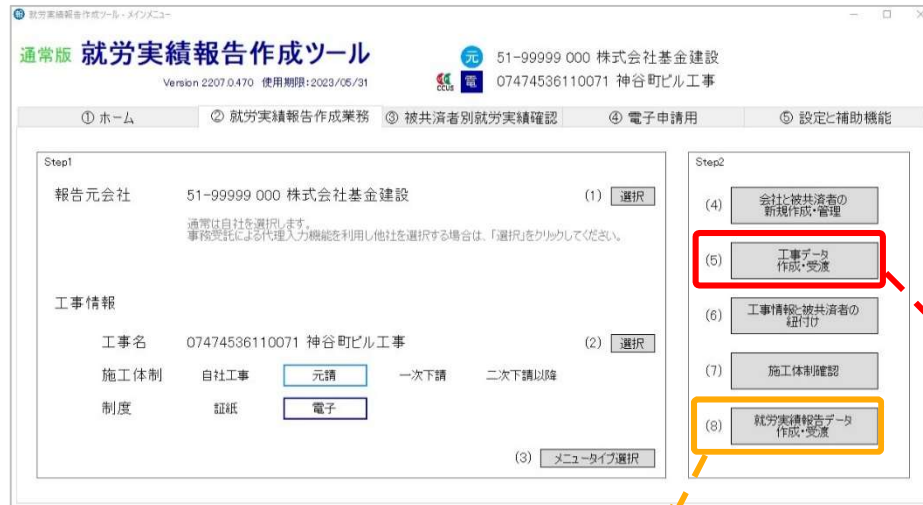 就労実績報告作成ツール - メインメニュー
通常版 就労実績報告作成ツール
Version 2207.0.470 使用期限:2023/05/31
元 51-99999 000 株式会社基金建設
CCUS 電 07474536110071 神谷町ビル工事
① ホーム ② 就労実績報告作成業務 ③ 被共済者別就労実績確認 ④ 電子申請用 ⑤ 設定と補助機能
Step1
報告元会社 51-99999 000 株式会社基金建設 (1) 選択
通常は自社を選択します。
事務受託による代理入力機能を利用し他社を選択する場合は、「選択」をクリックしてください。
工事情報
工事名 07474536110071 神谷町ビル工事 (2) 選択
施工体制 自社工事 元請 一次下請 二次下請以降
制度 証紙 電子
(3) メニュータイプ選択
Step2
(4) 会社と被共済者の
新規作成・管理
(5) 工事データ
作成・受渡
(6) 工事情報と被共済者の
紐付け
(7) 施工体制確認
(8) 就労実績報告データ
作成・受渡